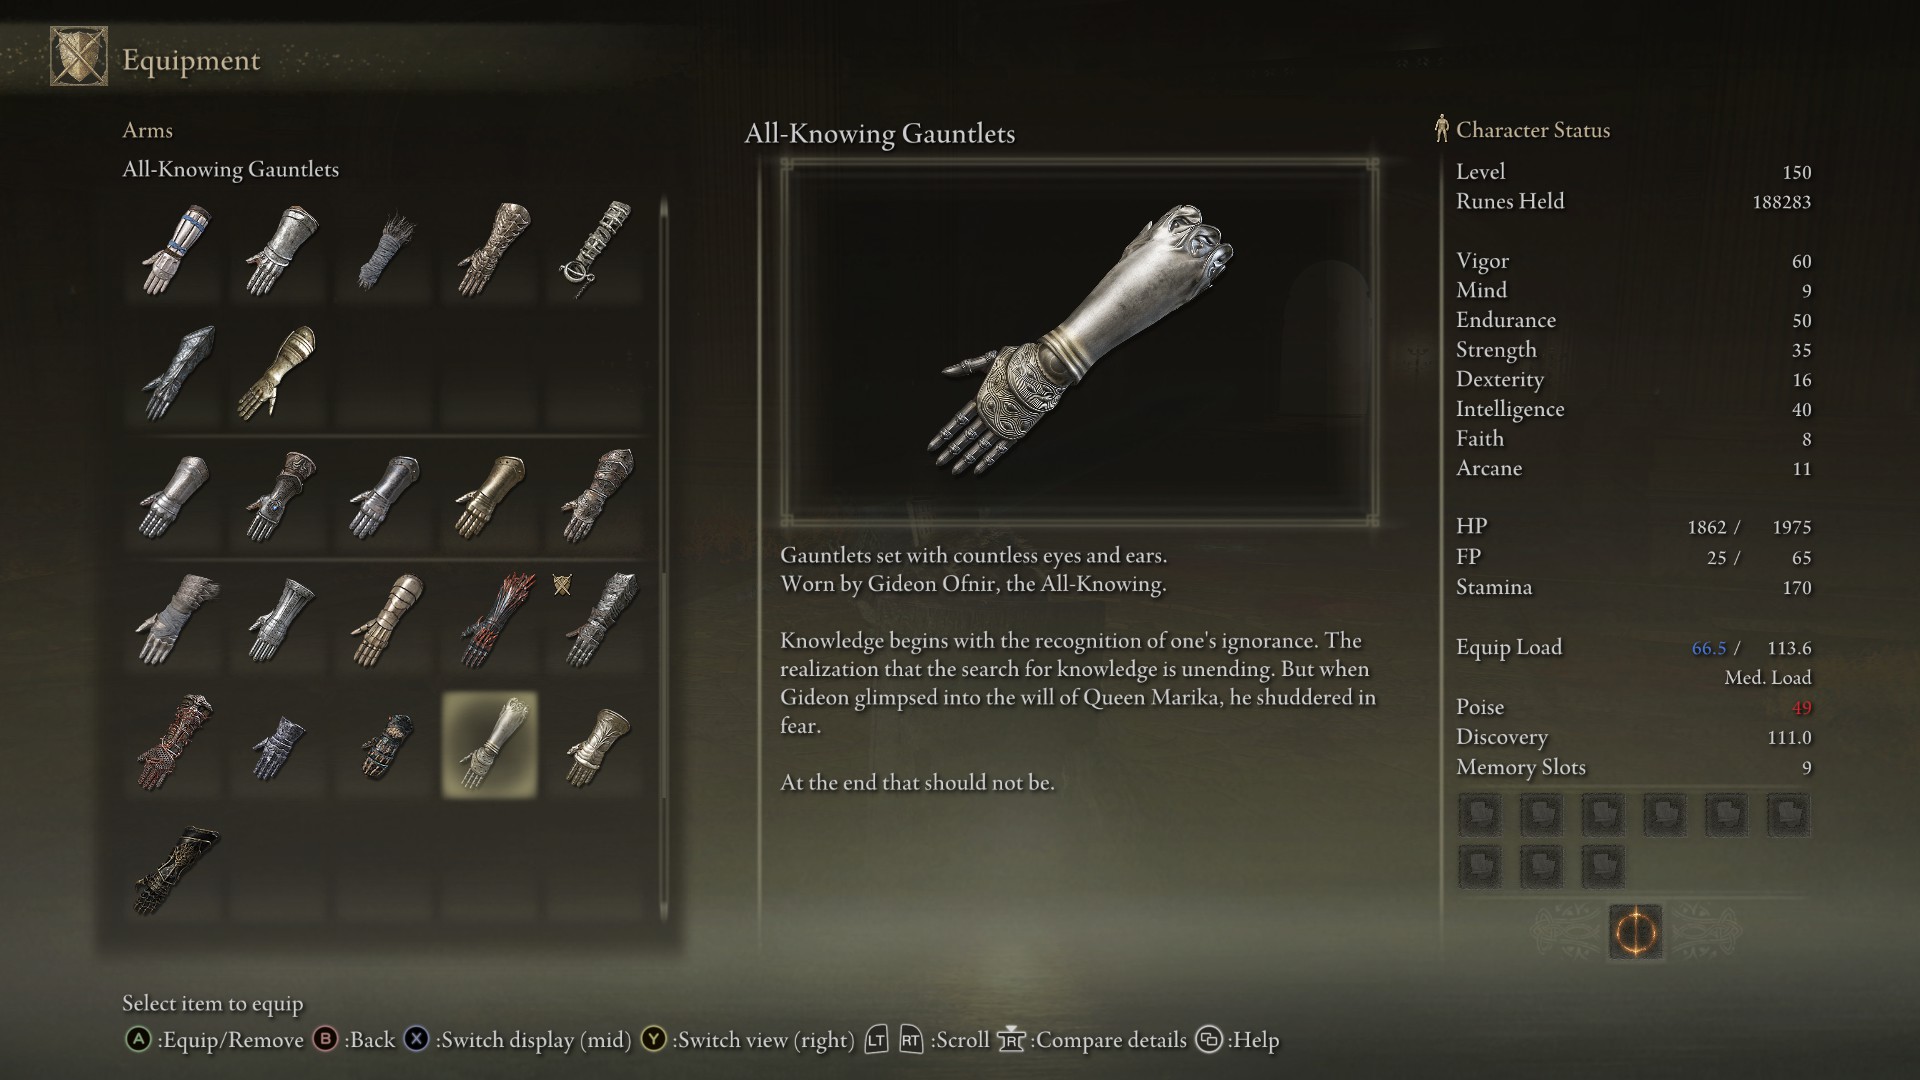 Equipment
Arms
All-Knowing Gauntlets
All-Knowing Gauntlets
Gauntlets set with countless eyes and ears.
Worn by Gideon Ofnir, the All-Knowing.
Knowledge begins with the recognition of one's ignorance. The
realization that the search for knowledge is unending. But when
Gideon glimpsed into the will of Queen Marika, he shuddered in
fear.
At the end that should not be.
Character Status
Level 150
Runes Held 188283
Vigor 60
Mind 9
Endurance 50
Strength 35
Dexterity 16
Intelligence 40
Faith 8
Arcane 11
HP 1862 / 1975
FP 25 / 65
Stamina 170
Equip Load 66.5 / 113.6
Med. Load
Poise 49
Discovery 111.0
Memory Slots 9
Select item to equip
A :Equip/Remove B :Back X :Switch display (mid) Y :Switch view (right) LT RT :Scroll R :Compare details :Help